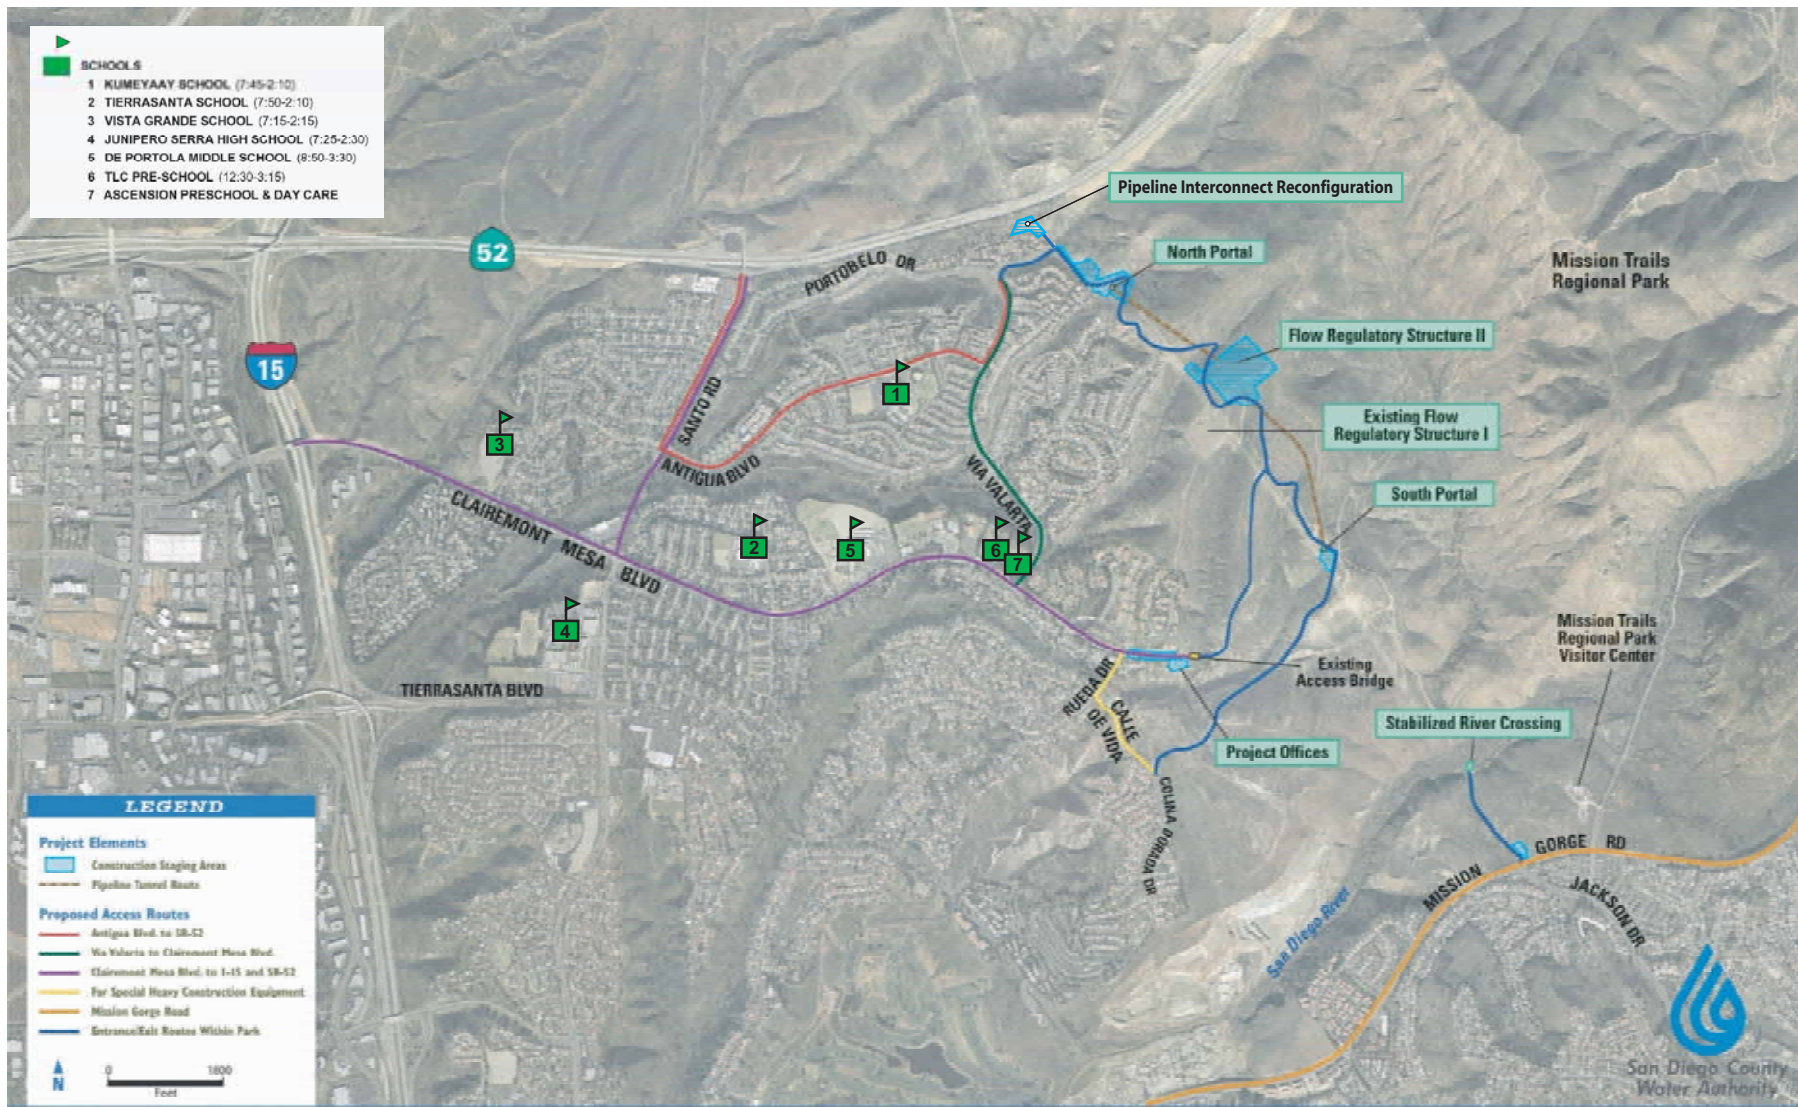 SCHOOLS
1 KUMEYAAY SCHOOL (7:45-2:10)
2 TIERRASANTA SCHOOL (7:50-2:10)
3 VISTA GRANDE SCHOOL (7:15-2:15)
4 JUNIPERO SERRA HIGH SCHOOL (7:25-2:30)
5 DE PORTOLA MIDDLE SCHOOL (8:50-3:30)
6 TLC PRE-SCHOOL (12:30-3:15)
7 ASCENSION PRESCHOOL & DAY CARE
Pipeline Interconnect Reconfiguration
52
PORTOBELO DR
North Portal
Mission Trails
Regional Park
Flow Regulatory Structure II
15
SANTO RD
1
3
Existing Flow
Regulatory Structure I
ANTIGUA BLVD
VIA VALARTA
South Portal
CLAIREMONT MESA BLVD
2
5
6
7
4
Mission Trails
Regional Park
Visitor Center
TIERRASANTA BLVD
RUEDA DR
Existing
Access Bridge
CALLE
DE VIDA
Stabilized River Crossing
Project Offices
COLINA DORADA DR
MISSION GORGE RD
JACKSON DR
San Diego River
LEGEND
Project Elements
Construction Staging Areas
Pipeline Tunnel Route
Proposed Access Routes
Antigua Blvd. to SR-52
Via Valarta to Clairemont Mesa Blvd.
Clairemont Mesa Blvd. to I-15 and SR-52
For Special Heavy Construction Equipment
Mission Gorge Road
Entrance/Exit Routes Within Park
N
0 1800
Feet
San Diego County
Water Authority